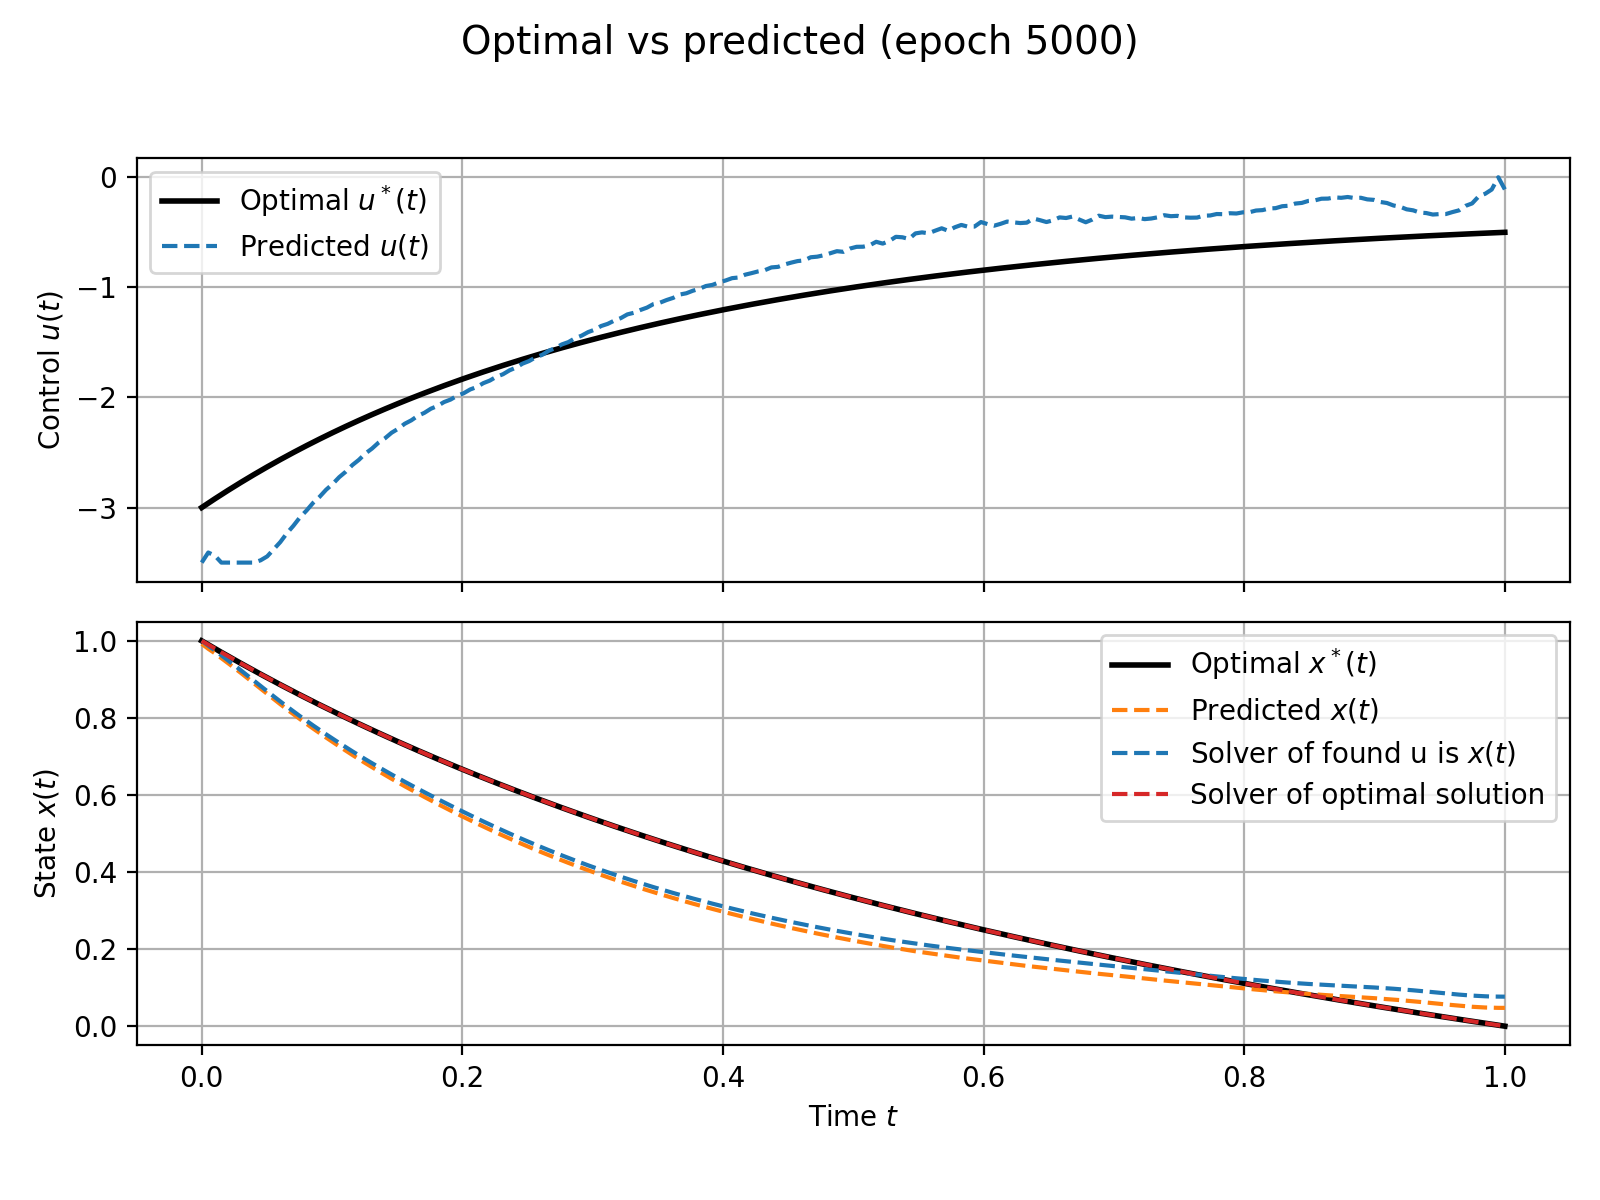 Optimal vs predicted (epoch 5000)
Control u(t)
0
−1
−2
−3
Optimal u*(t)
Predicted u(t)
State x(t)
1.0
0.8
0.6
0.4
0.2
0.0
Optimal x*(t)
Predicted x(t)
Solver of found u is x(t)
Solver of optimal solution
0.0 0.2 0.4 0.6 0.8 1.0
Time t